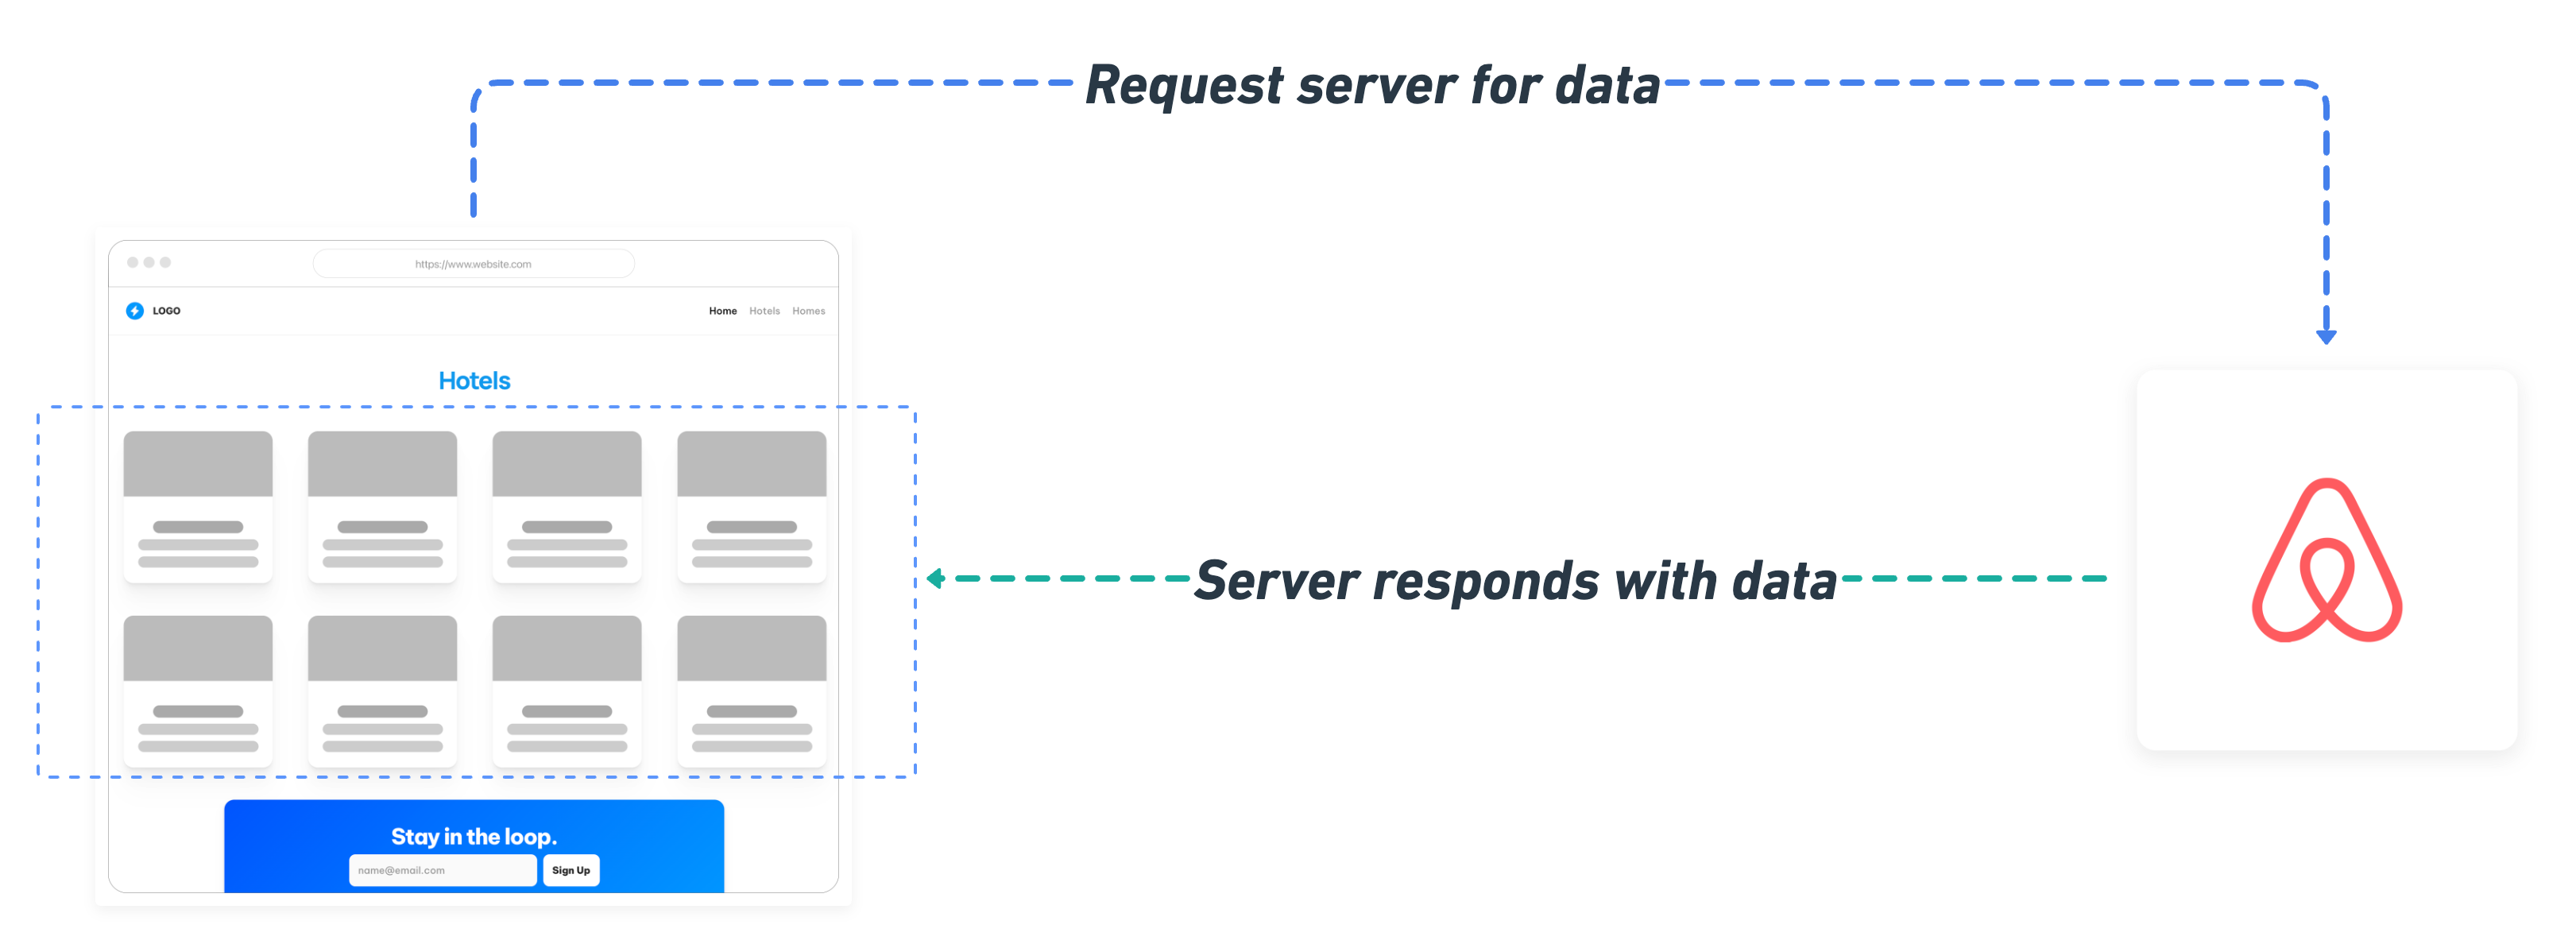 Request server for data
https://www.website.com
LOGO
Home Hotels Homes
Hotels
Server responds with data
Stay in the loop.
name@email.com
Sign Up